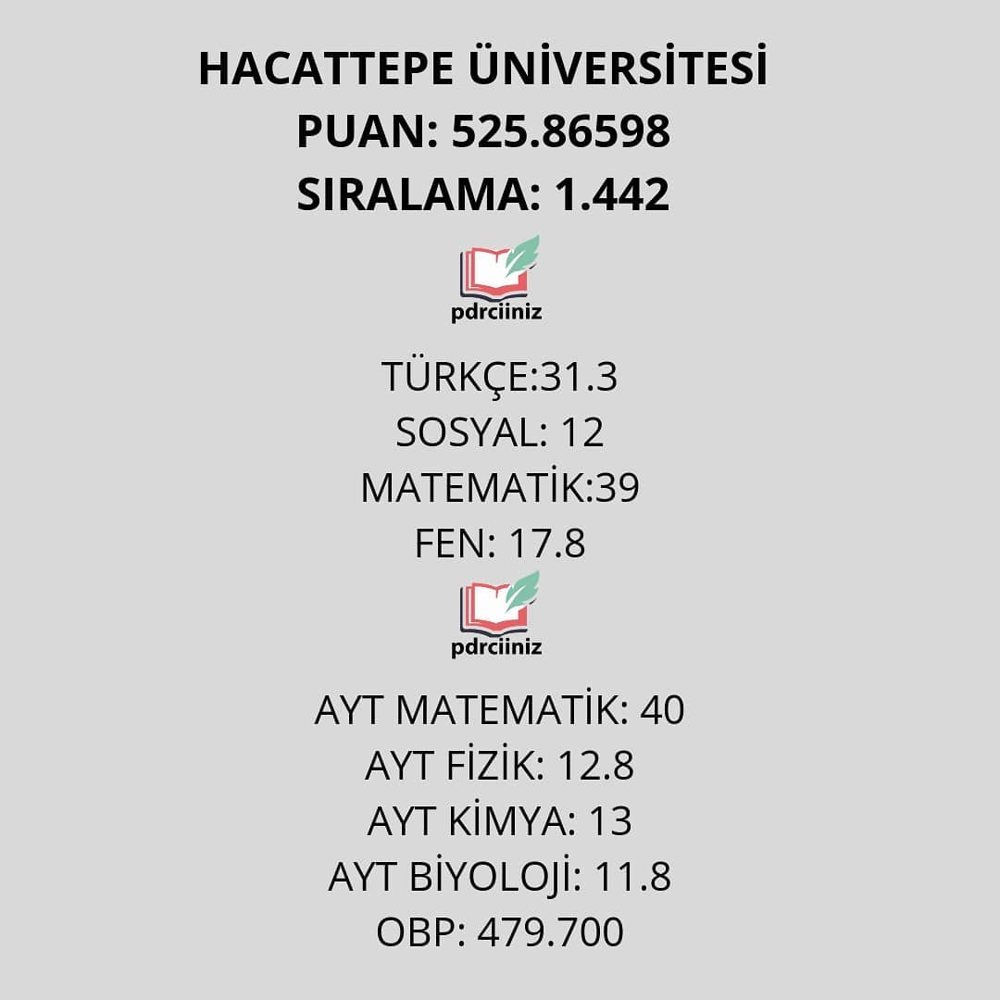 HACATTEPE ÜNİVERSİTESİ
PUAN: 525.86598
SIRALAMA: 1.442
pdrciiniz
TÜRKÇE:31.3
SOSYAL: 12
MATEMATİK:39
FEN: 17.8
pdrciiniz
AYT MATEMATİK: 40
AYT FİZİK: 12.8
AYT KİMYA: 13
AYT BİYOLOJİ: 11.8
OBP: 479.700